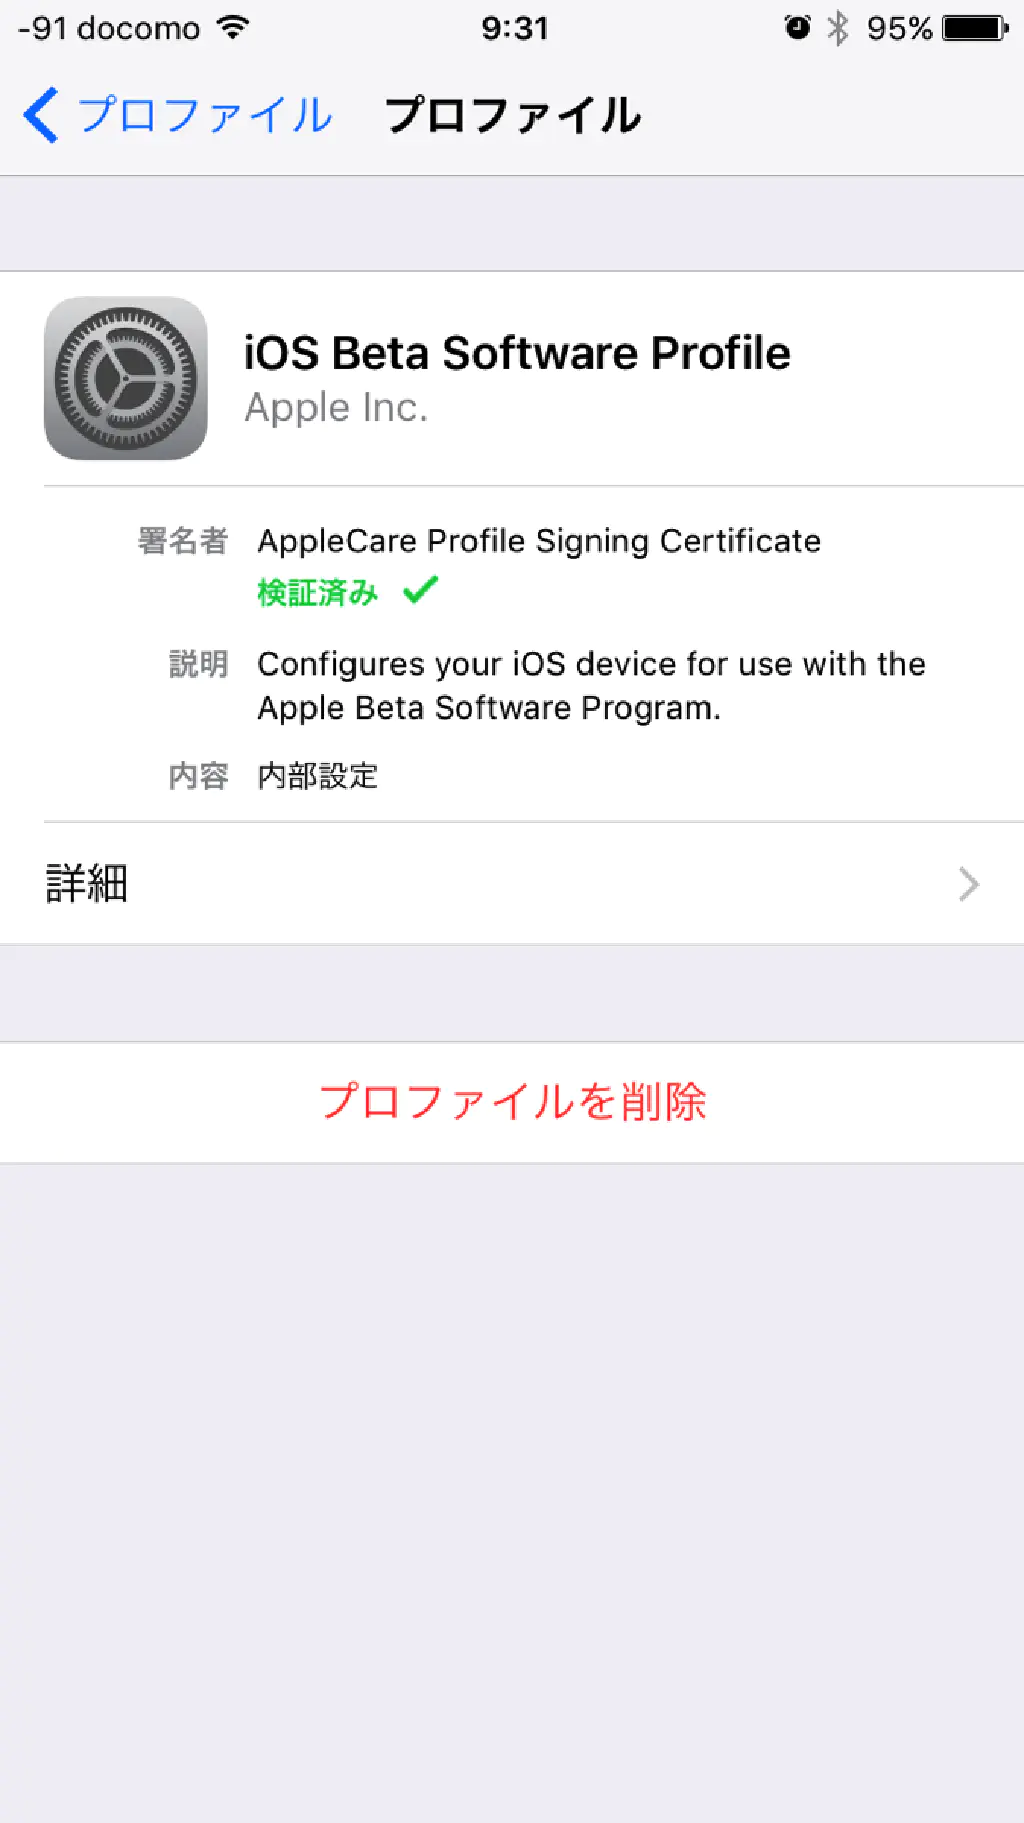 -91 docomo 9:31 95%
プロファイル プロファイル
iOS Beta Software Profile
Apple Inc.
署名者 AppleCare Profile Signing Certificate
検証済み
説明 Configures your iOS device for use with the
Apple Beta Software Program.
内容 内部設定
詳細
プロファイルを削除